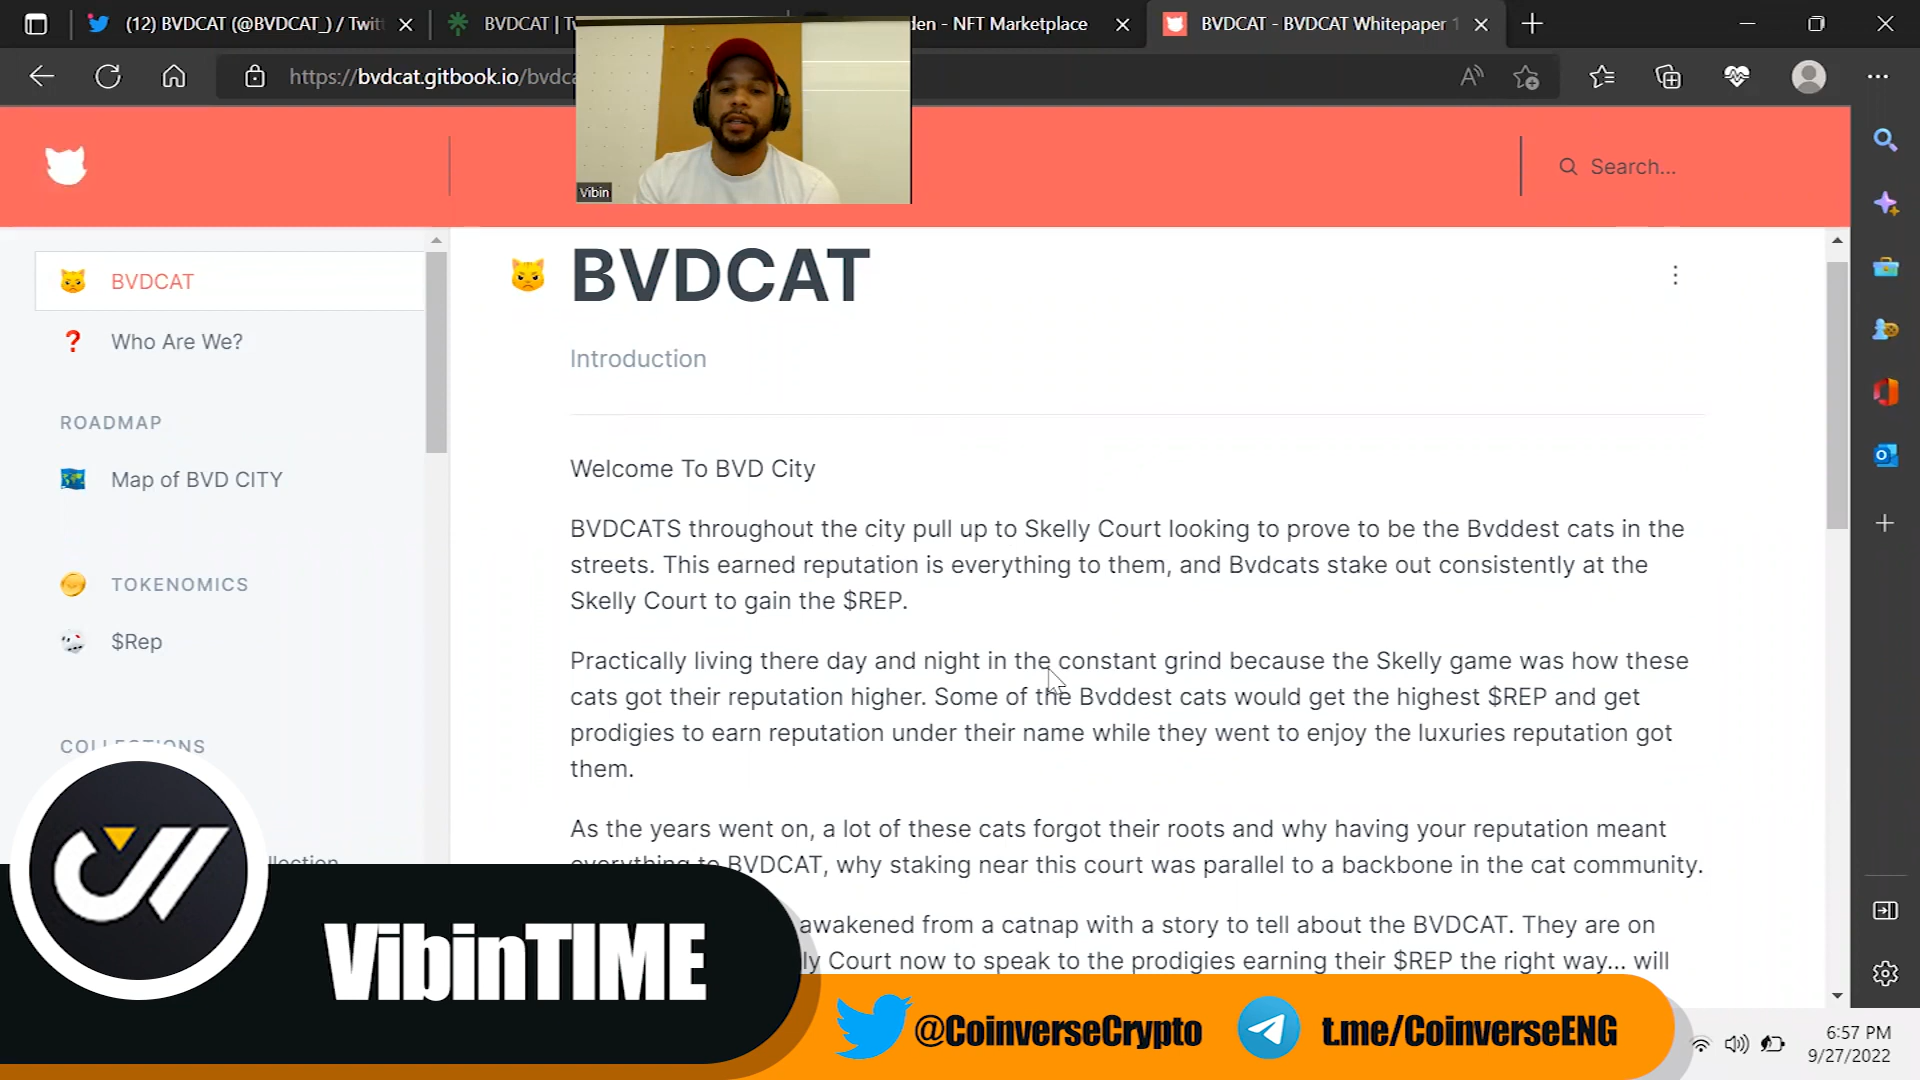 (12) BVDCAT (@BVDCAT_) / Twit
BVDCAT | Tw
den - NFT Marketplace
BVDCAT - BVDCAT Whitepaper 1
https://bvdcat.gitbook.io/bvdca
Vibin
Search...
BVDCAT
Who Are We?
ROADMAP
Map of BVD CITY
TOKENOMICS
$Rep
COLLECTIONS
llection
BVDCAT
Introduction
Welcome To BVD City
BVDCATS throughout the city pull up to Skelly Court looking to prove to be the Bvddest cats in the
streets. This earned reputation is everything to them, and Bvdcats stake out consistently at the
Skelly Court to gain the $REP.
Practically living there day and night in the constant grind because the Skelly game was how these
cats got their reputation higher. Some of the Bvddest cats would get the highest $REP and get
prodigies to earn reputation under their name while they went to enjoy the luxuries reputation got
them.
As the years went on, a lot of these cats forgot their roots and why having your reputation meant
everything to BVDCAT, why staking near this court was parallel to a backbone in the cat community.
awakened from a catnap with a story to tell about the BVDCAT. They are on
ly Court now to speak to the prodigies earning their $REP the right way... will
VibinTIME
@CoinverseCrypto
t.me/CoinverseENG
6:57 PM
9/27/2022